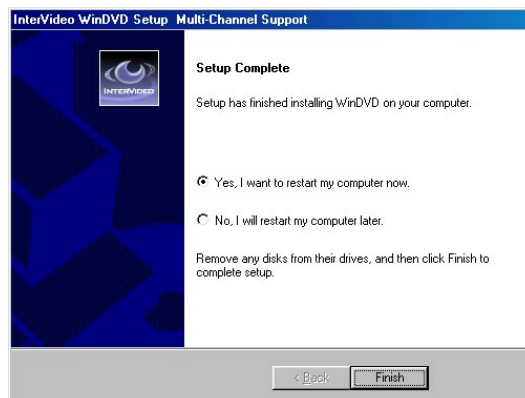 InterVideo WinDVD Setup Multi-Channel Support
INTERVIDEO
Setup Complete
Setup has finished installing WinDVD on your computer.
Yes, I want to restart my computer now.
No, I will restart my computer later.
Remove any disks from their drives, and then click Finish to
complete setup.
< Back
Finish